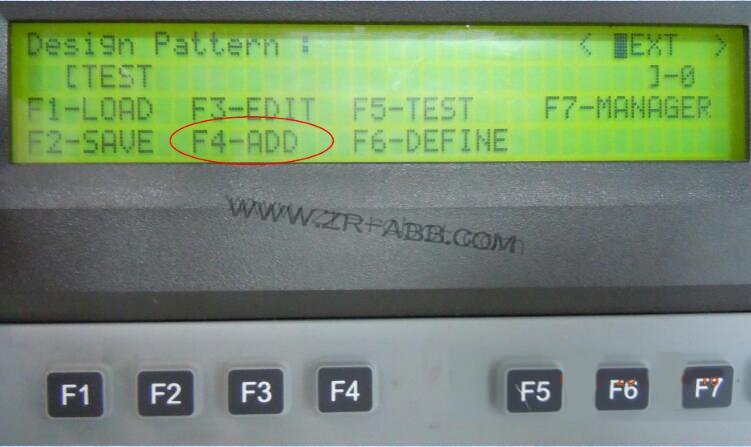 Design Pattern : < EXT >
[TEST ]-0
F1-LOAD F3-EDIT F5-TEST F7-MANAGER
F2-SAVE F4-ADD F6-DEFINE
WWW.ZR-ABB.COM
F1 F2 F3 F4 F5 F6 F7